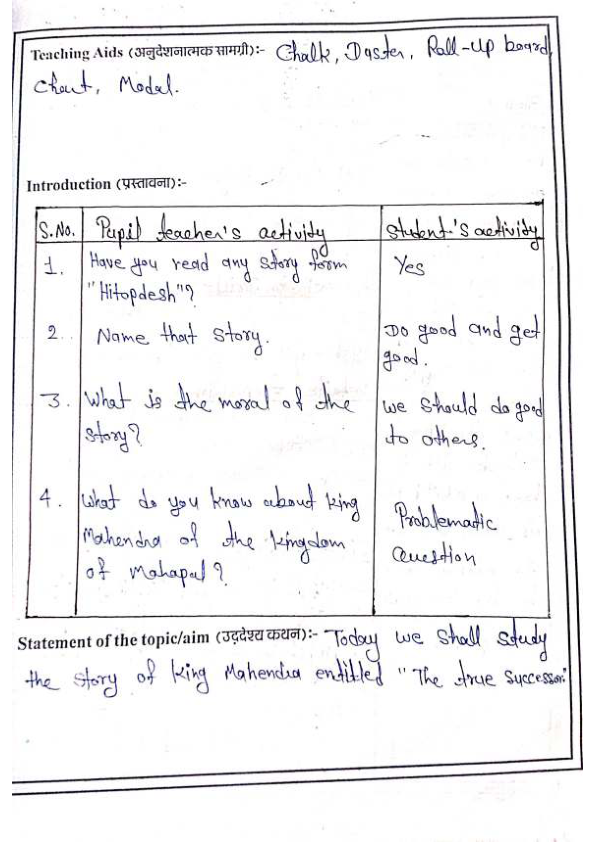 Teaching Aids (अनुदेशनात्मक सामग्री):- Chalk, Duster, Roll-Up board,
Chart, Model.
Introduction (प्रस्तावना):-
S.No. Pupil teacher's activity Student's activity
1. Have you read any story form Yes
"Hitopdesh"?
2. Name that Story. Do good and get
good.
3. What is the moral of the we should do good
story? to others.
4. What do you know about king Problematic
Mahendra of the kingdom Question
of Mahapul?
Statement of the topic/aim (उद्देश्य कथन):- Today we shall study
the story of king Mahendra entitled "The true Successor."